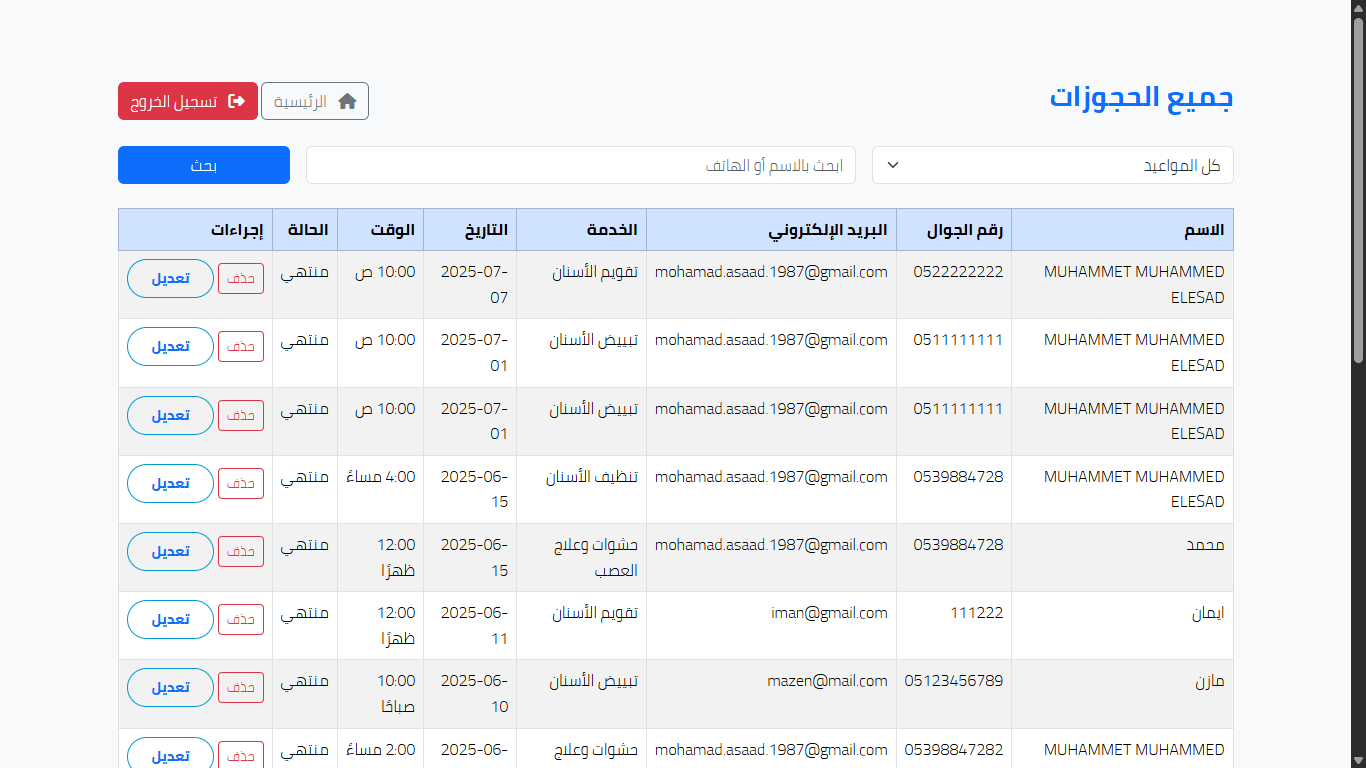 جميع الحجوزات
الرئيسية
تسجيل الخروج
كل المواعيد
ابحث بالاسم أو الهاتف
بحث
الاسم رقم الجوال البريد الإلكتروني الخدمة التاريخ الوقت الحالة إجراءات
MUHAMMET MUHAMMED ELESAD 0522222222 mohamad.asaad.1987@gmail.com تقويم الأسنان 2025-07-07 10:00 ص منتهي حذف تعديل
MUHAMMET MUHAMMED ELESAD 0511111111 mohamad.asaad.1987@gmail.com تبييض الأسنان 2025-07-01 10:00 ص منتهي حذف تعديل
MUHAMMET MUHAMMED ELESAD 0511111111 mohamad.asaad.1987@gmail.com تبييض الأسنان 2025-07-01 10:00 ص منتهي حذف تعديل
MUHAMMET MUHAMMED ELESAD 0539884728 mohamad.asaad.1987@gmail.com تنظيف الأسنان 2025-06-15 4:00 مساءً منتهي حذف تعديل
محمد 0539884728 mohamad.asaad.1987@gmail.com حشوات وعلاج العصب 2025-06-15 12:00 ظهرًا منتهي حذف تعديل
ايمان 111222 iman@gmail.com تقويم الأسنان 2025-06-11 12:00 ظهرًا منتهي حذف تعديل
مازن 05123456789 mazen@mail.com تبييض الأسنان 2025-06-10 10:00 صباحًا منتهي حذف تعديل
MUHAMMET MUHAMMED 05398847282 mohamad.asaad.1987@gmail.com حشوات وعلاج 2025-06- 2:00 مساءً منتهي حذف تعديل